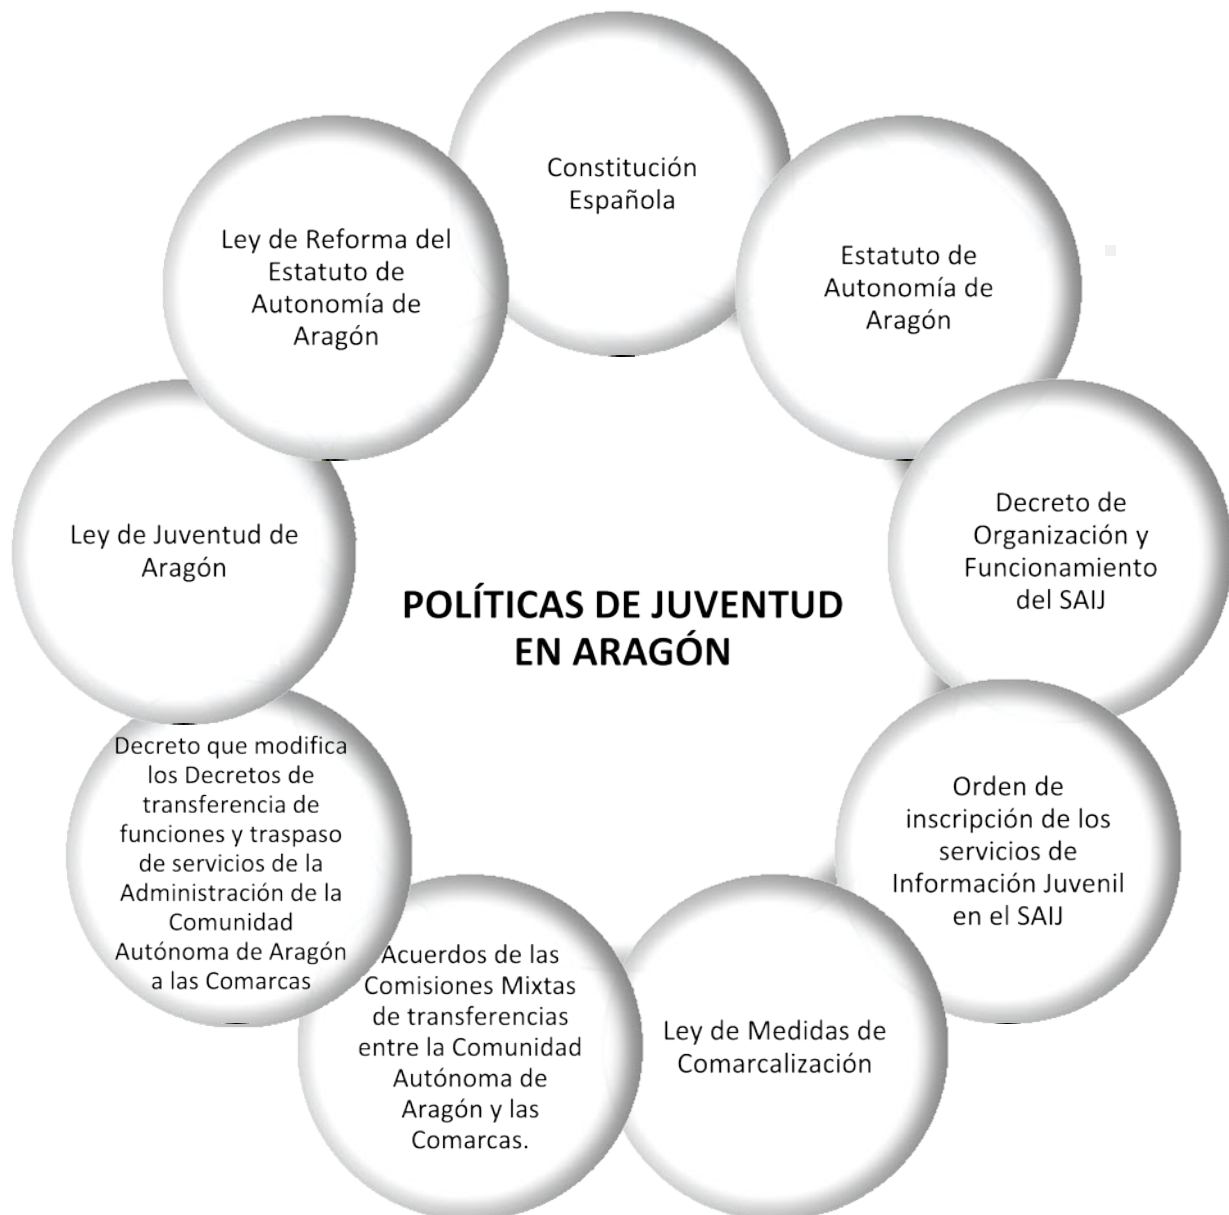 Constitución
Española
Estatuto de
Autonomía de
Aragón
Decreto de
Organización y
Funcionamiento
del SAIJ
Orden de
inscripción de los
servicios de
Información Juvenil
en el SAIJ
Ley de Medidas de
Comarcalización
Acuerdos de las
Comisiones Mixtas
de transferencias
entre la Comunidad
Autónoma de
Aragón y las
Comarcas.
Decreto que modifica
los Decretos de
transferencia de
funciones y traspaso
de servicios de la
Administración de la
Comunidad
Autónoma de Aragón
a las Comarcas
Ley de Juventud de
Aragón
Ley de Reforma del
Estatuto de
Autonomía de
Aragón
POLÍTICAS DE JUVENTUD
EN ARAGÓN